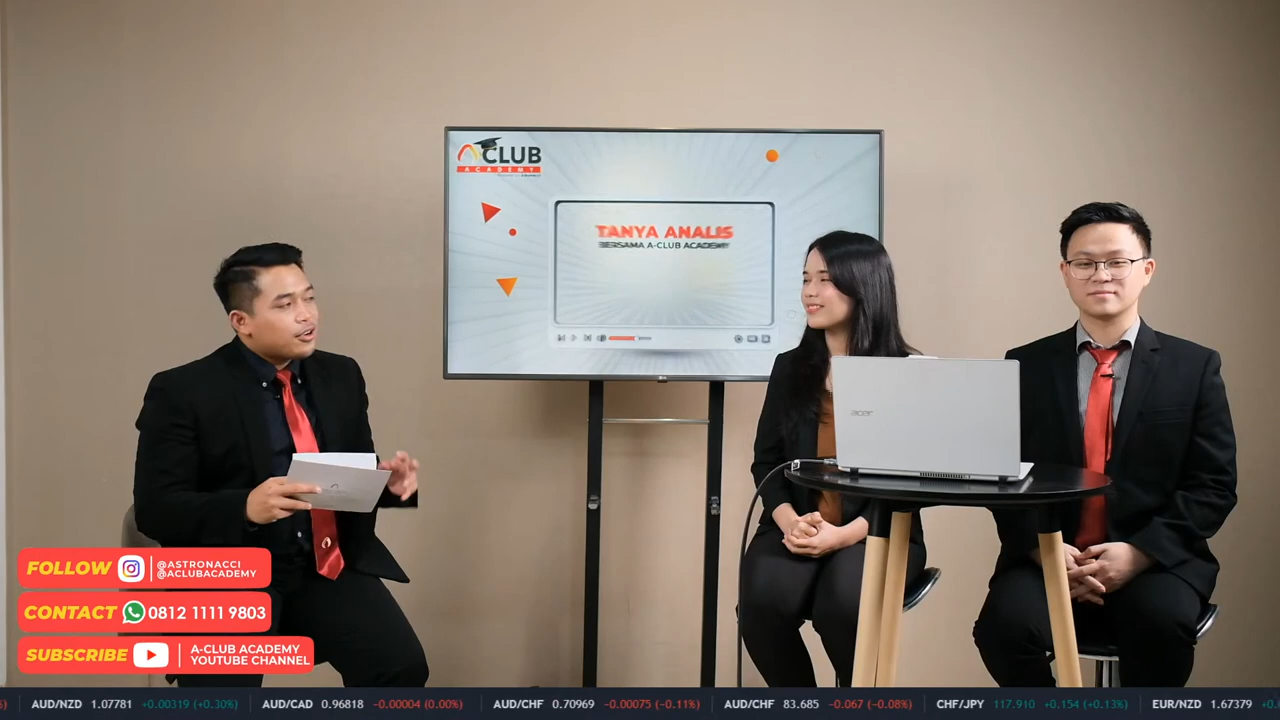 CLUB
ACADEMY
TANYA ANALIS
BERSAMA A-CLUB ACADEMY
acer
FOLLOW @ASTRONACCI
@ACLUBACADEMY
CONTACT 0812 1111 9803
SUBSCRIBE A-CLUB ACADEMY
YOUTUBE CHANNEL
%) AUD/NZD 1.07781 +0.00319 (+0.30%) AUD/CAD 0.96818 −0.00004 (0.00%) AUD/CHF 0.70969 −0.00075 (−0.11%) AUD/CHF 83.685 −0.067 (−0.08%) CHF/JPY 117.910 +0.154 (+0.13%) EUR/NZD 1.67379